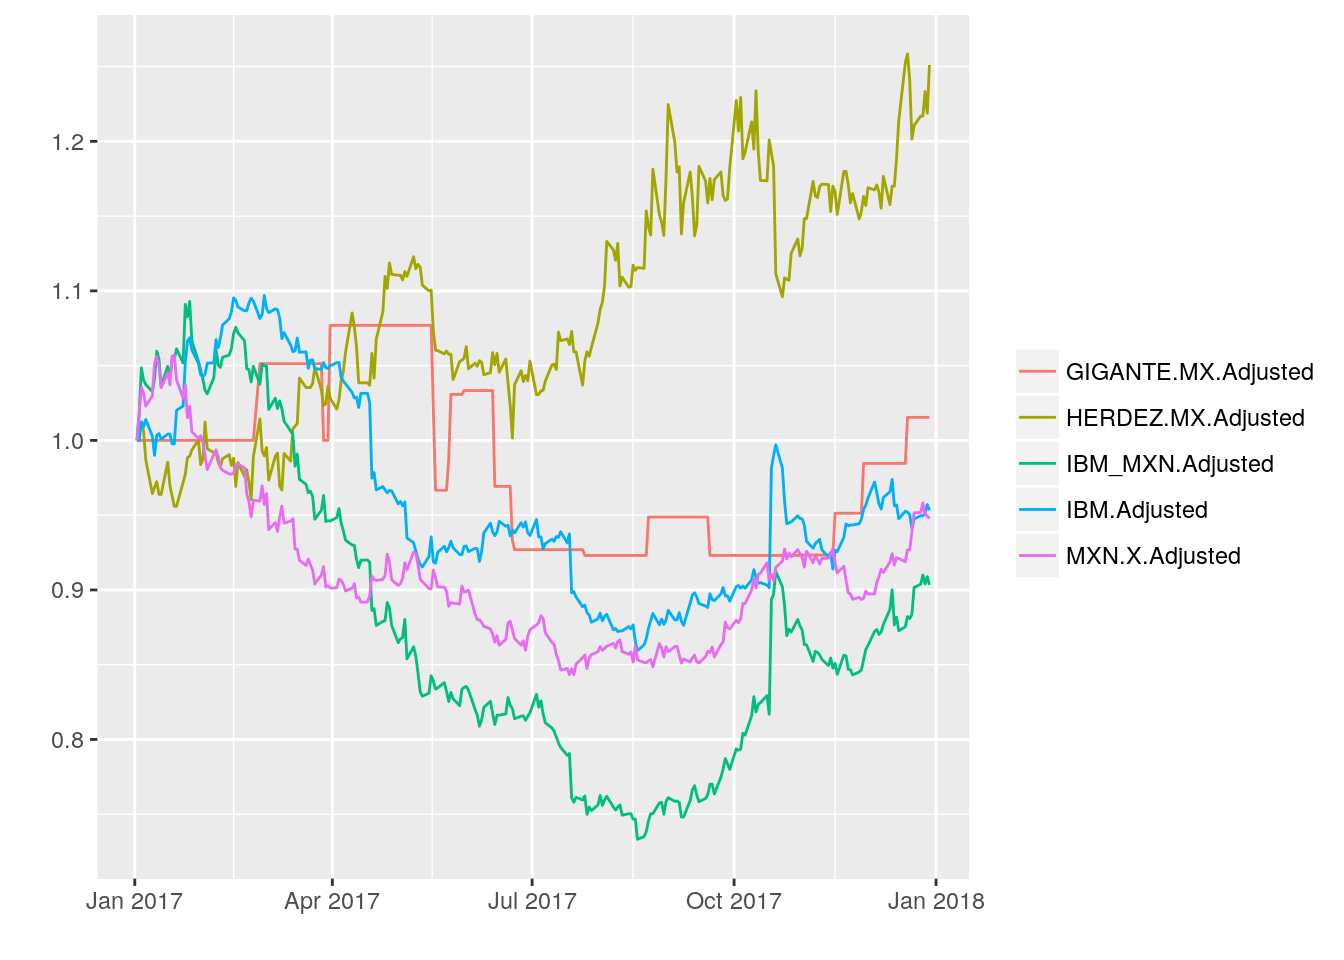 1.2
1.1
1.0
0.9
0.8
Jan 2017
Apr 2017
Jul 2017
Oct 2017
Jan 2018
GIGANTE.MX.Adjusted
HERDEZ.MX.Adjusted
IBM_MXN.Adjusted
IBM.Adjusted
MXN.X.Adjusted